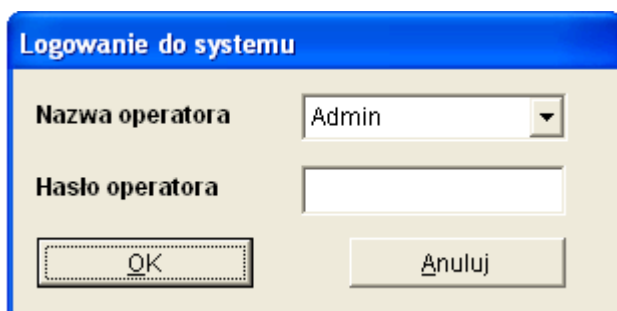 Logowanie do systemu
Nazwa operatora Admin
Hasło operatora
OK Anuluj